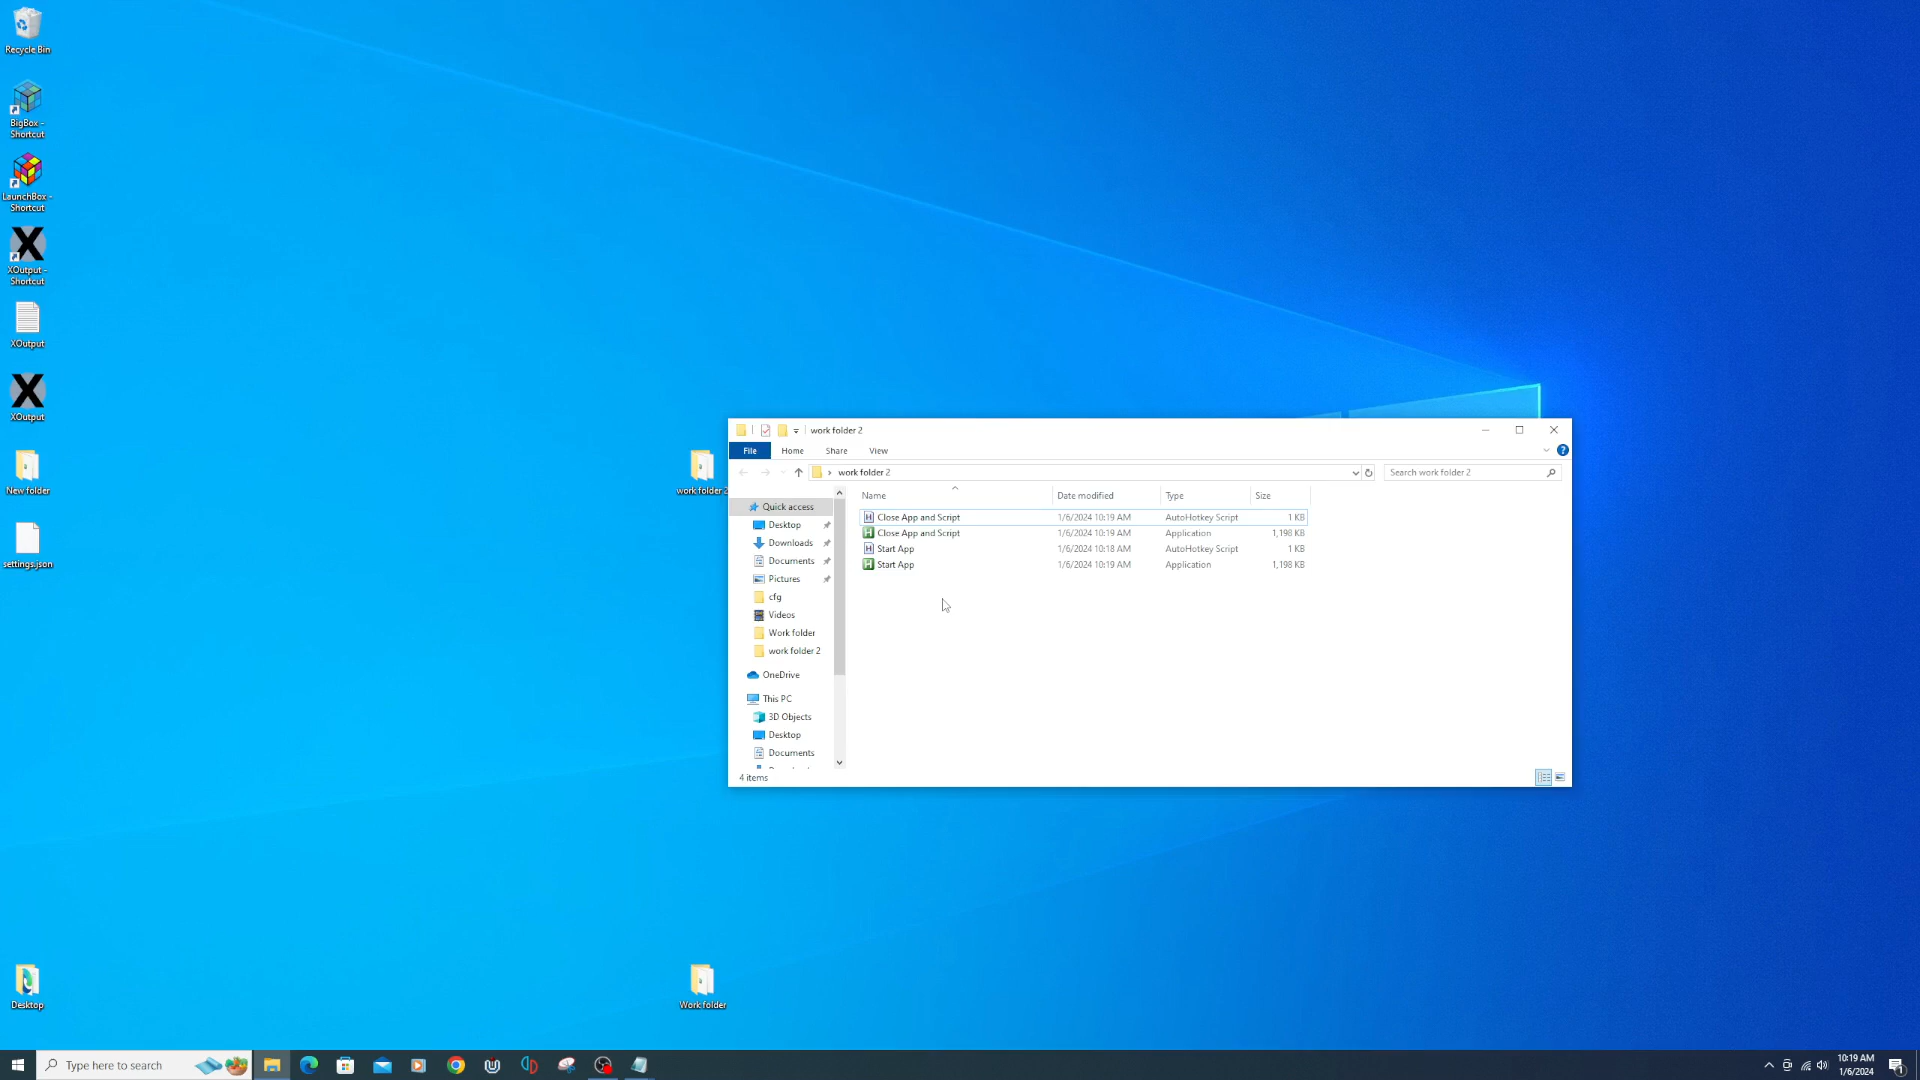 Recycle Bin
BigBox -
Shortcut
LaunchBox -
Shortcut
XOutput -
Shortcut
XOutput
XOutput
New folder
settings.json
Desktop
work folder 2
Work folder
work folder 2
File
Home
Share
View
work folder 2
Search work folder 2
Name
Date modified
Type
Size
Close App and Script 1/6/2024 10:19 AM AutoHotkey Script 1 KB
Close App and Script 1/6/2024 10:19 AM Application 1,198 KB
Start App 1/6/2024 10:18 AM AutoHotkey Script 1 KB
Start App 1/6/2024 10:19 AM Application 1,198 KB
Quick access
Desktop
Downloads
Documents
Pictures
cfg
Videos
Work folder
work folder 2
OneDrive
This PC
3D Objects
Desktop
Documents
4 items
Type here to search
10:19 AM
1/6/2024
1